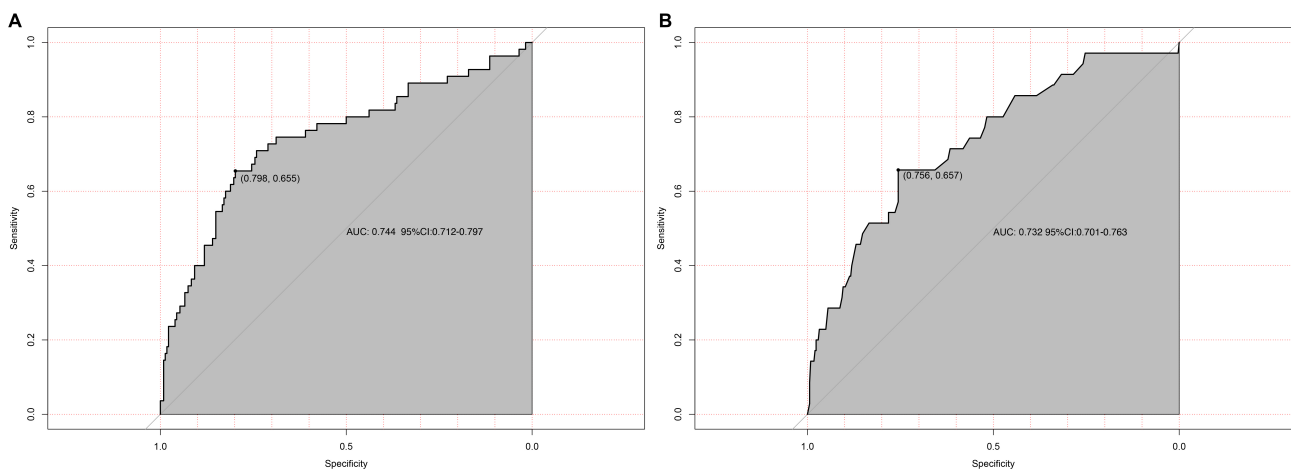 A
Sensitivity
1.0
0.8
0.6
0.4
0.2
0.0
(0.798, 0.655)
AUC: 0.744  95%CI:0.712-0.797
1.0 0.5 0.0
Specificity
B
Sensitivity
1.0
0.8
0.6
0.4
0.2
0.0
(0.756, 0.657)
AUC: 0.732 95%CI:0.701-0.763
1.0 0.5 0.0
Specificity